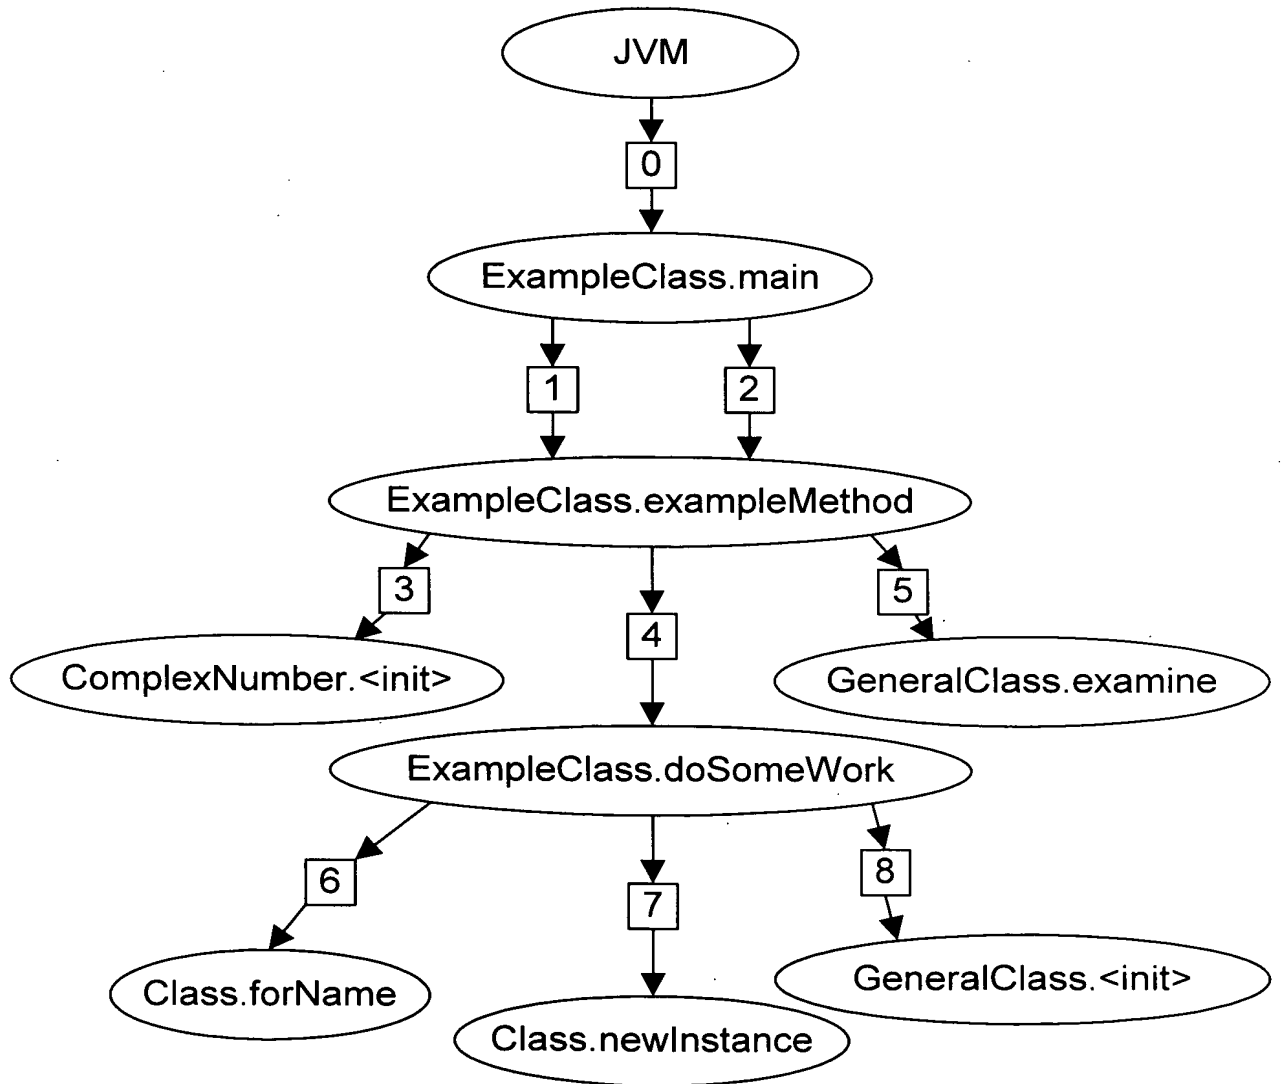 JVM
0
ExampleClass.main
1
2
ExampleClass.exampleMethod
3
4
5
ComplexNumber.<init>
GeneralClass.examine
ExampleClass.doSomeWork
6
7
8
Class.forName
GeneralClass.<init>
Class.newInstance